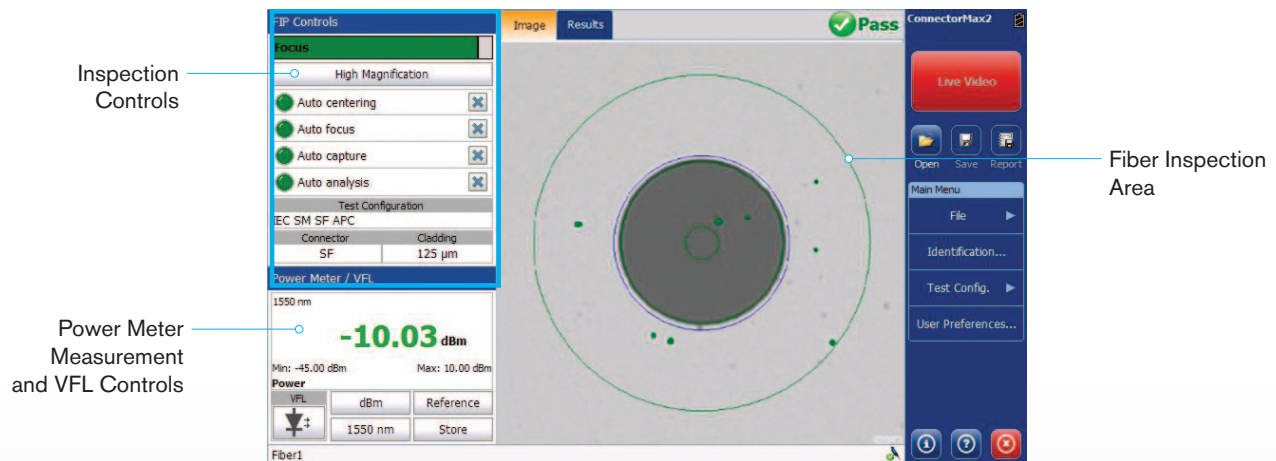 FIP Controls
Focus
High Magnification
Auto centering
Auto focus
Auto capture
Auto analysis
Test Configuration
IEC SM SF APC
Connector
Cladding
SF
125 µm
Power Meter / VFL
1550 nm
-10.03 dBm
Min: -45.00 dBm
Max: 10.00 dBm
Power
VFL
dBm
Reference
1550 nm
Store
Fiber1
Image
Results
Pass
ConnectorMax2
Live Video
Open
Save
Report
Main Menu
File
Identification...
Test Config.
User Preferences...
Inspection
Controls
Power Meter
Measurement
and VFL Controls
Fiber Inspection
Area